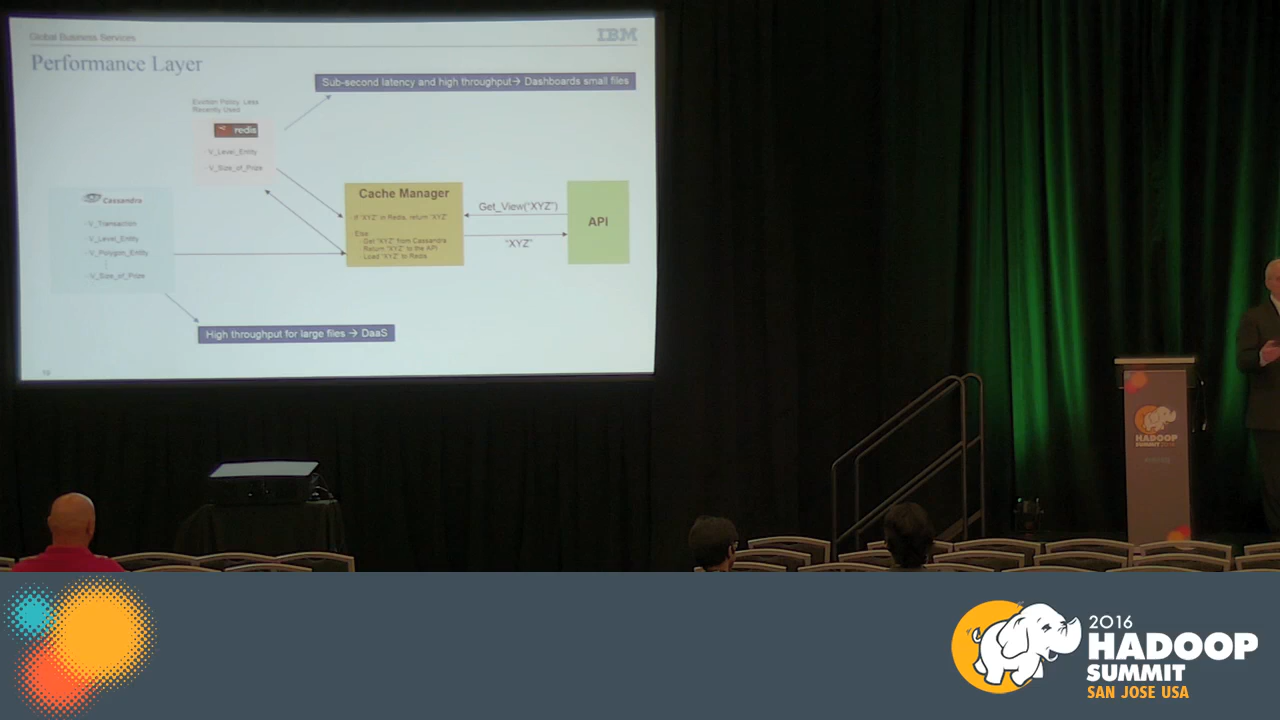 Global Business Services
IBM
Performance Layer
Sub-second latency and high throughput→ Dashboards small files
Eviction Policy: Less
Recently Used
redis
- V_Level_Entity
- V_Size_of_Prize
Cassandra
- V_Transaction
- V_Level_Entity
- V_Polygon_Entity
- V_Size_of_Prize
Cache Manager
If "XYZ" in Redis, return "XYZ"
Else:
- Get "XYZ" from Cassandra
- Return "XYZ" to the API
- Load "XYZ" to Redis
Get_View("XYZ")
"XYZ"
API
High throughput for large files → DaaS
19
HADOOP
SUMMIT
2016
HADOOP
SUMMIT
SAN JOSE USA